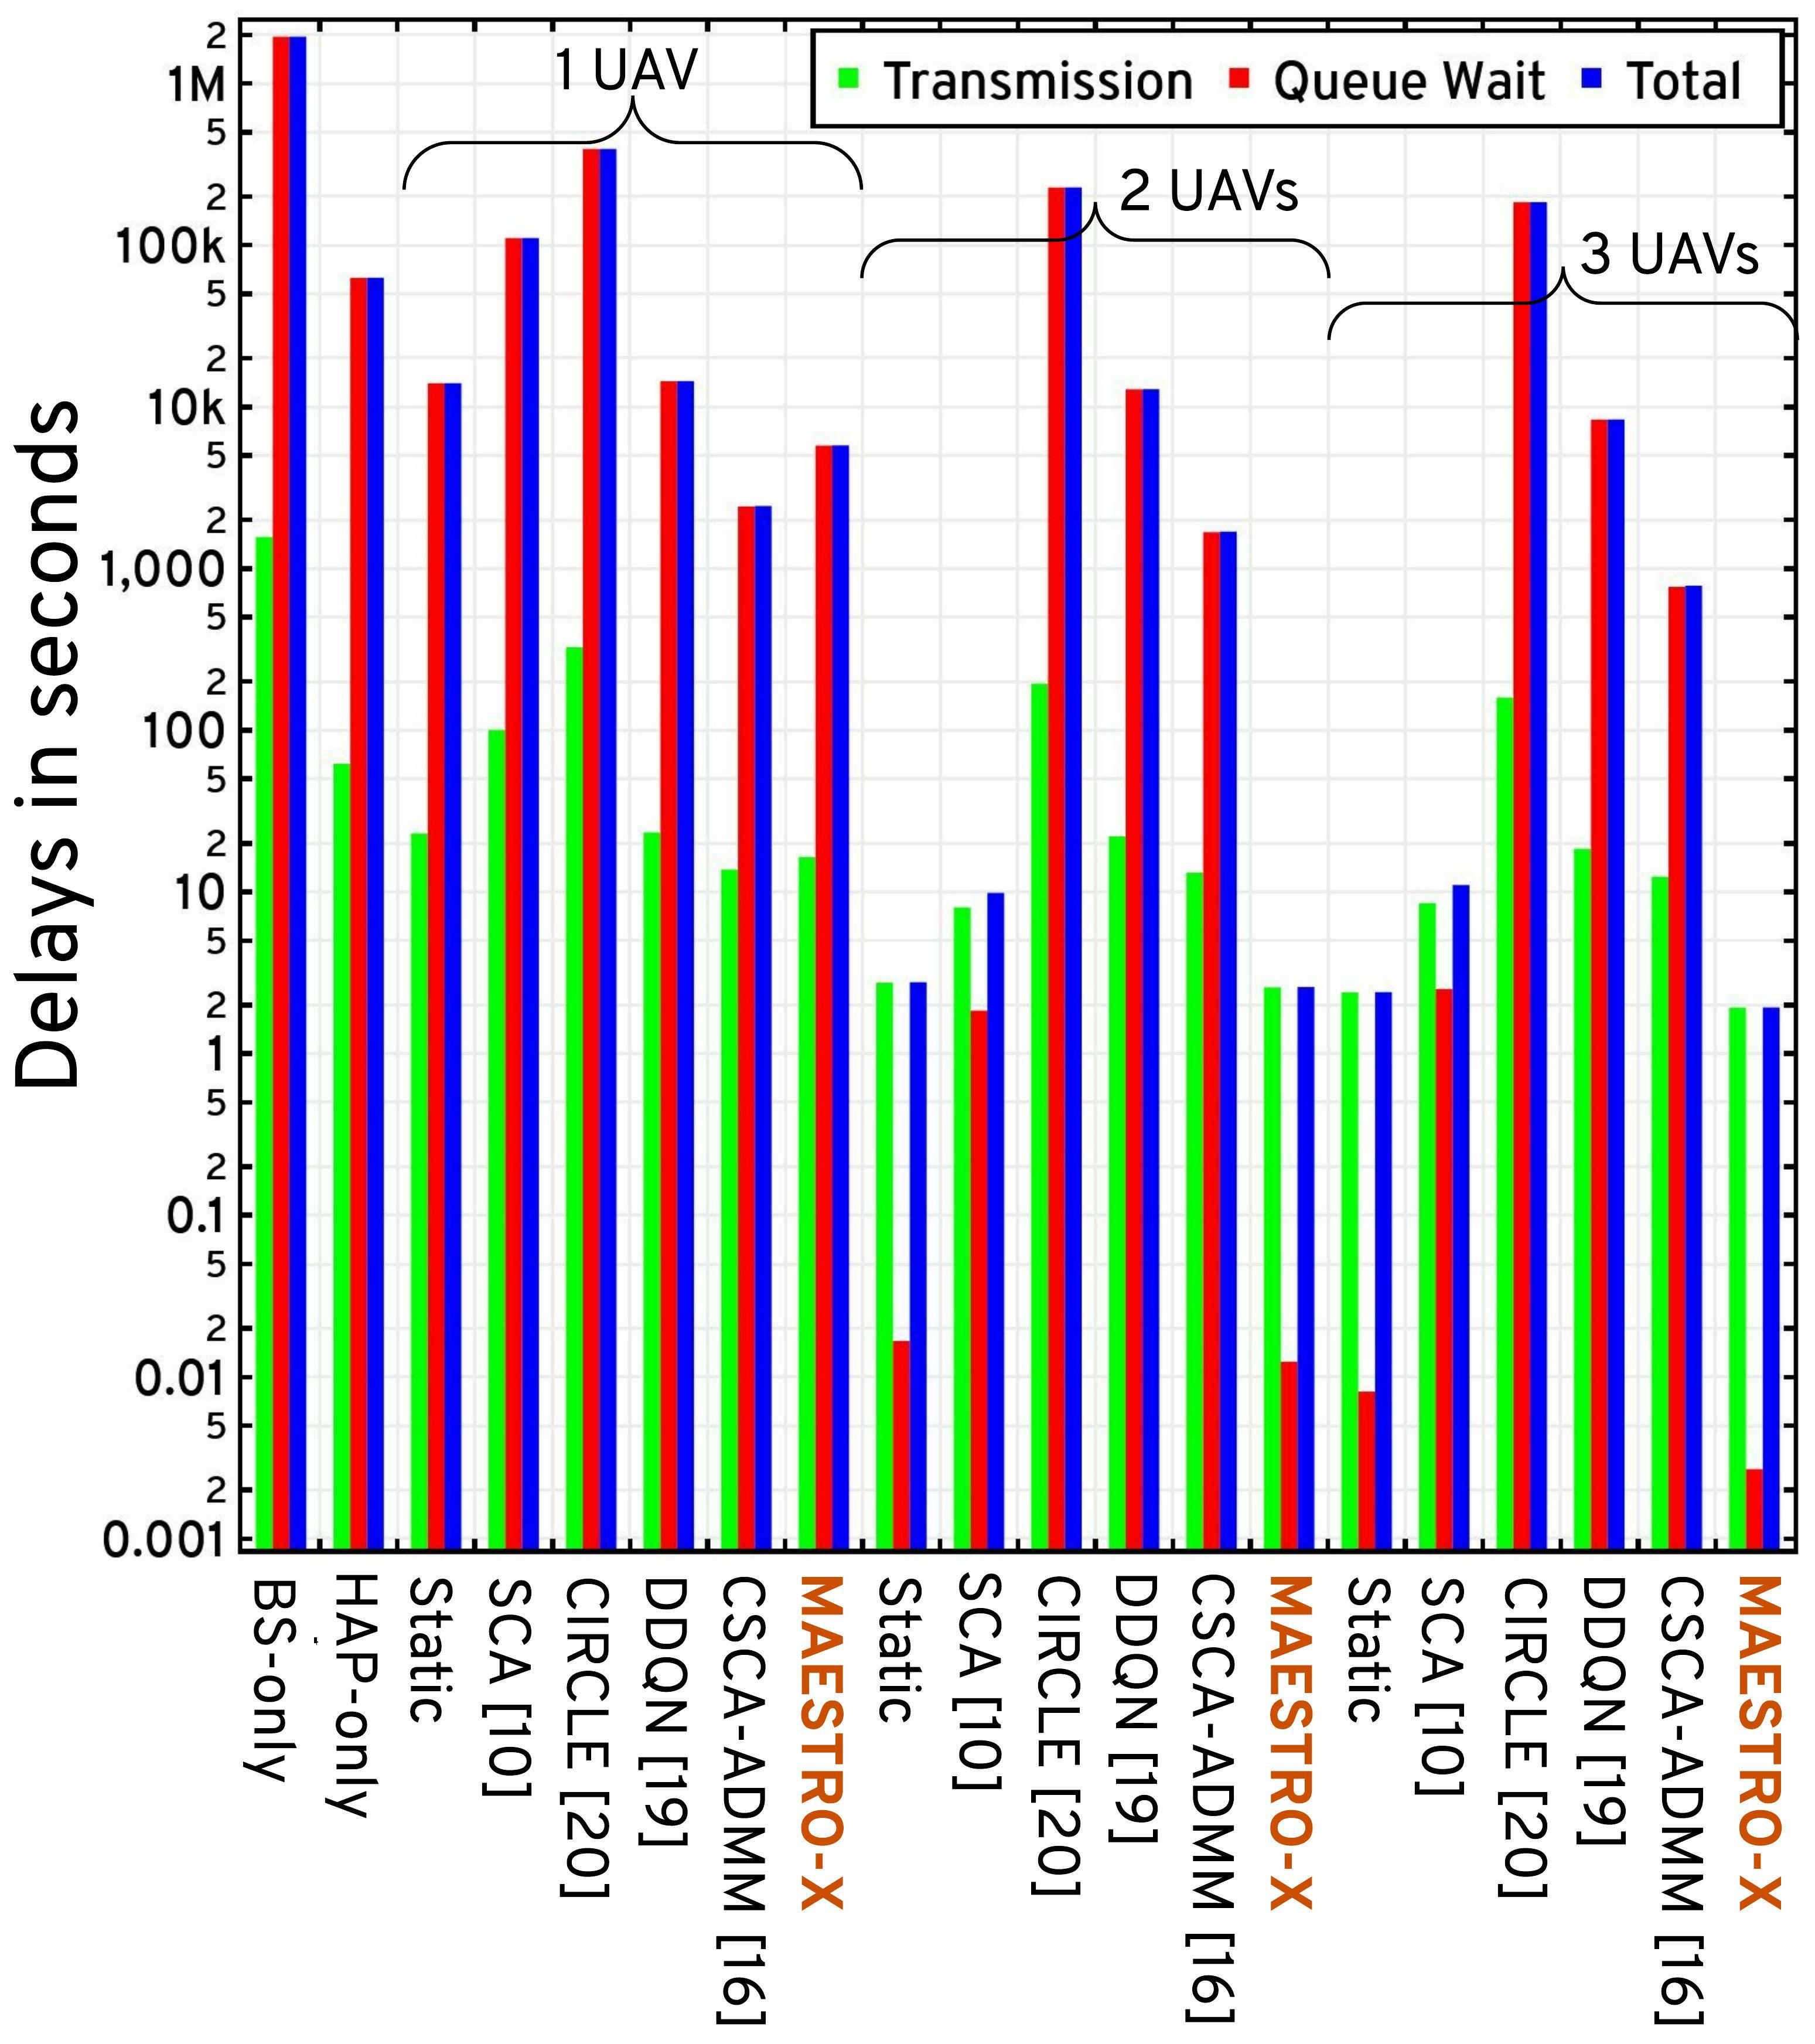 Transmission Queue Wait Total
1 UAV
2 UAVs
3 UAVs
Delays in seconds
2
1M
5
2
100k
5
2
10k
5
2
1,000
5
2
100
5
2
10
5
2
1
5
2
0.1
5
2
0.01
5
2
0.001
BS-only
HAP-only
Static
SCA [10]
CIRCLE [20]
DDQN [19]
CSCA-ADMM [16]
MAESTRO-X
Static
SCA [10]
CIRCLE [20]
DDQN [19]
CSCA-ADMM [16]
MAESTRO-X
Static
SCA [10]
CIRCLE [20]
DDQN [19]
CSCA-ADMM [16]
MAESTRO-X